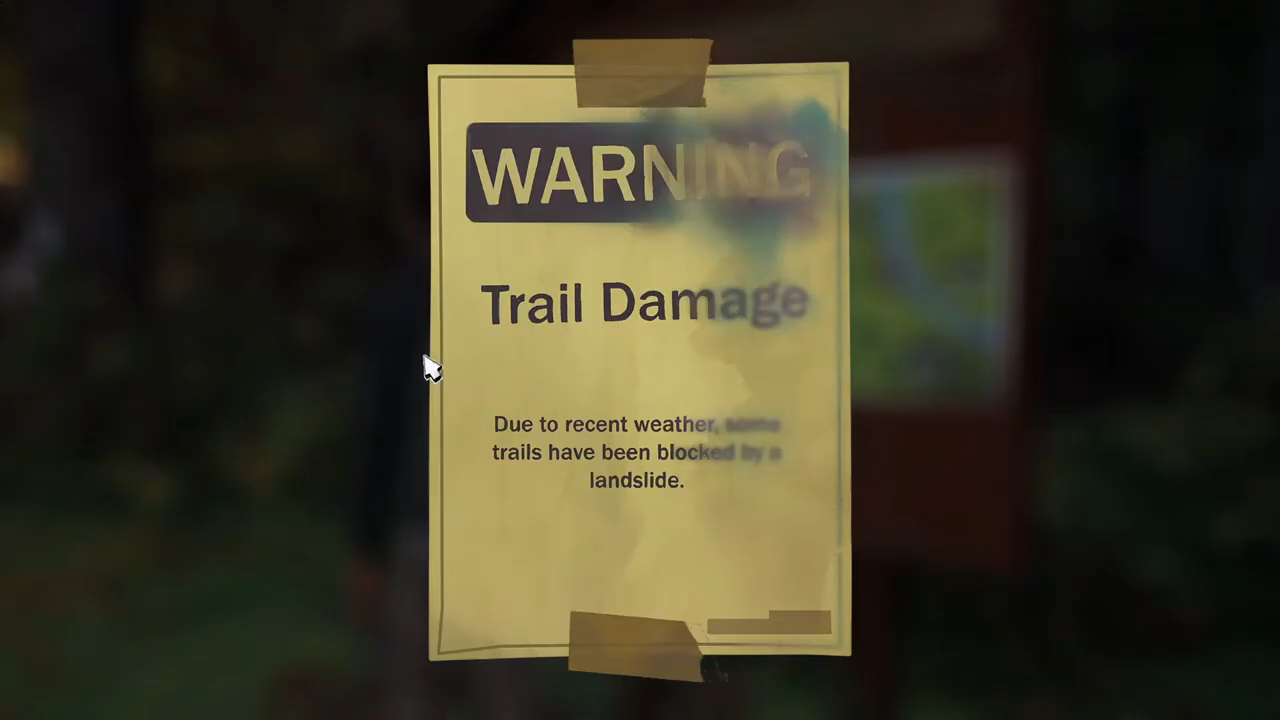 WARNING
Trail Damage
Due to recent weather, some
trails have been blocked by a
landslide.